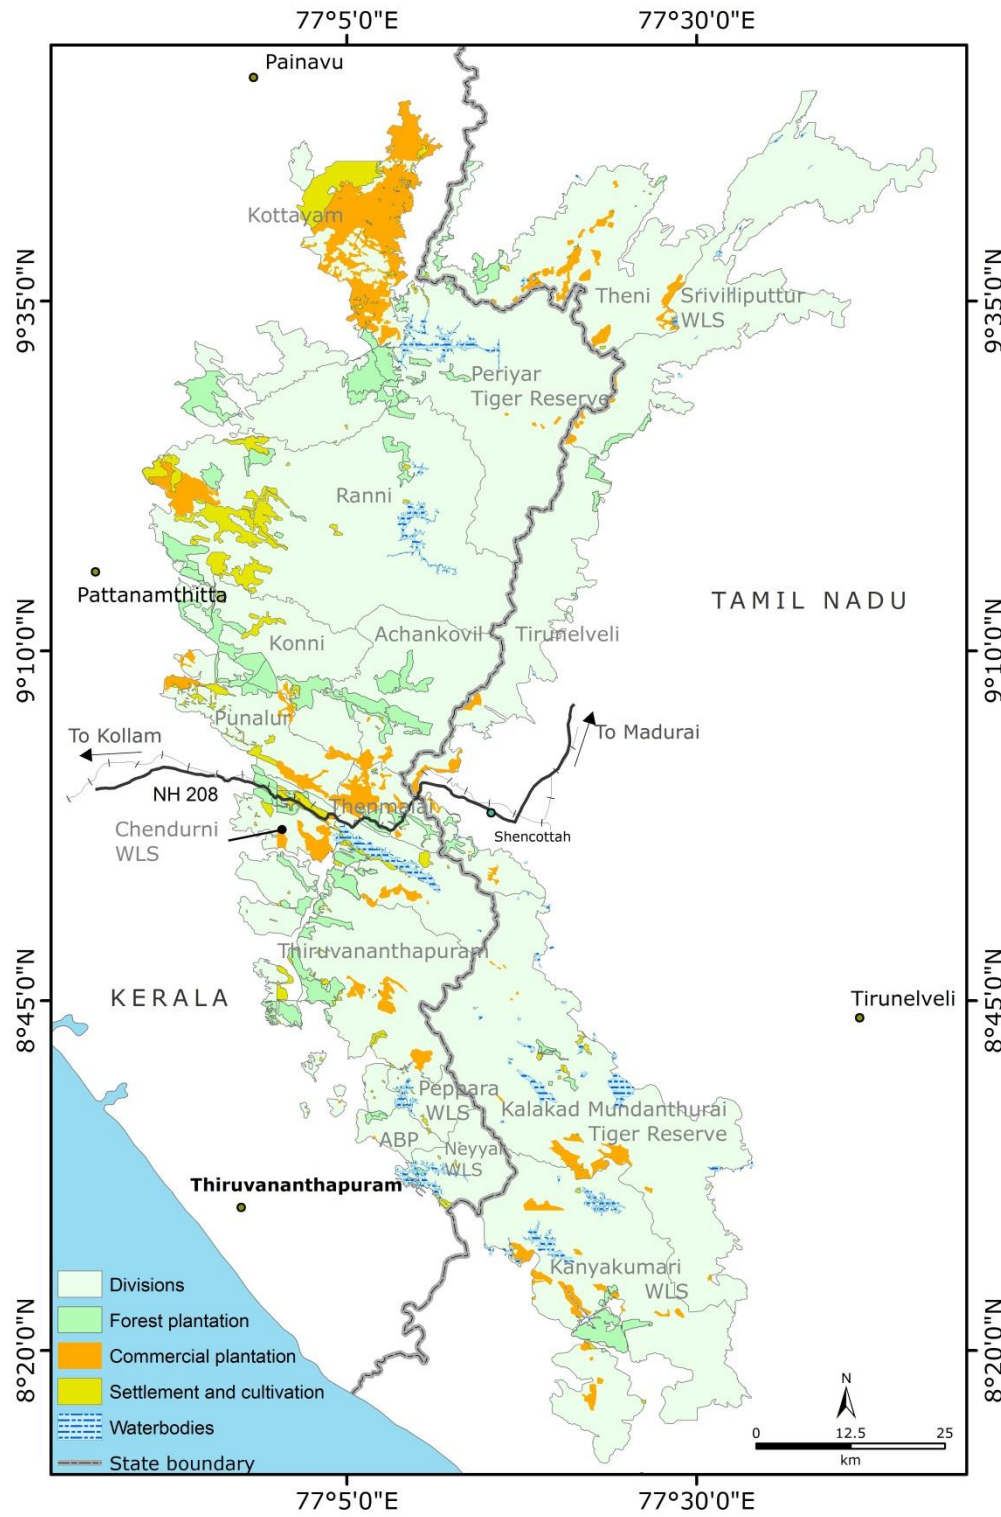 77°5'0"E
77°30'0"E
Painavu
Kottayam
9°35'0"N
9°35'0"N
Theni
Srivilliputtur
WLS
Periyar
Tiger Reserve
Ranni
Pattanamthitta
TAMIL NADU
Konni
Achankovil
Tirunelveli
9°10'0"N
9°10'0"N
Punalur
To Kollam
To Madurai
NH 208
Thenmalai
Shencottah
Chendurni
WLS
Thiruvananthapuram
KERALA
Tirunelveli
8°45'0"N
8°45'0"N
Peppara
WLS
Kalakad Mundanthurai
Tiger Reserve
ABP
Neyyar
WLS
Thiruvananthapuram
Kanyakumari
WLS
Divisions
Forest plantation
Commercial plantation
Settlement and cultivation
Waterbodies
State boundary
8°20'0"N
8°20'0"N
N
0 12.5 25
km
77°5'0"E
77°30'0"E